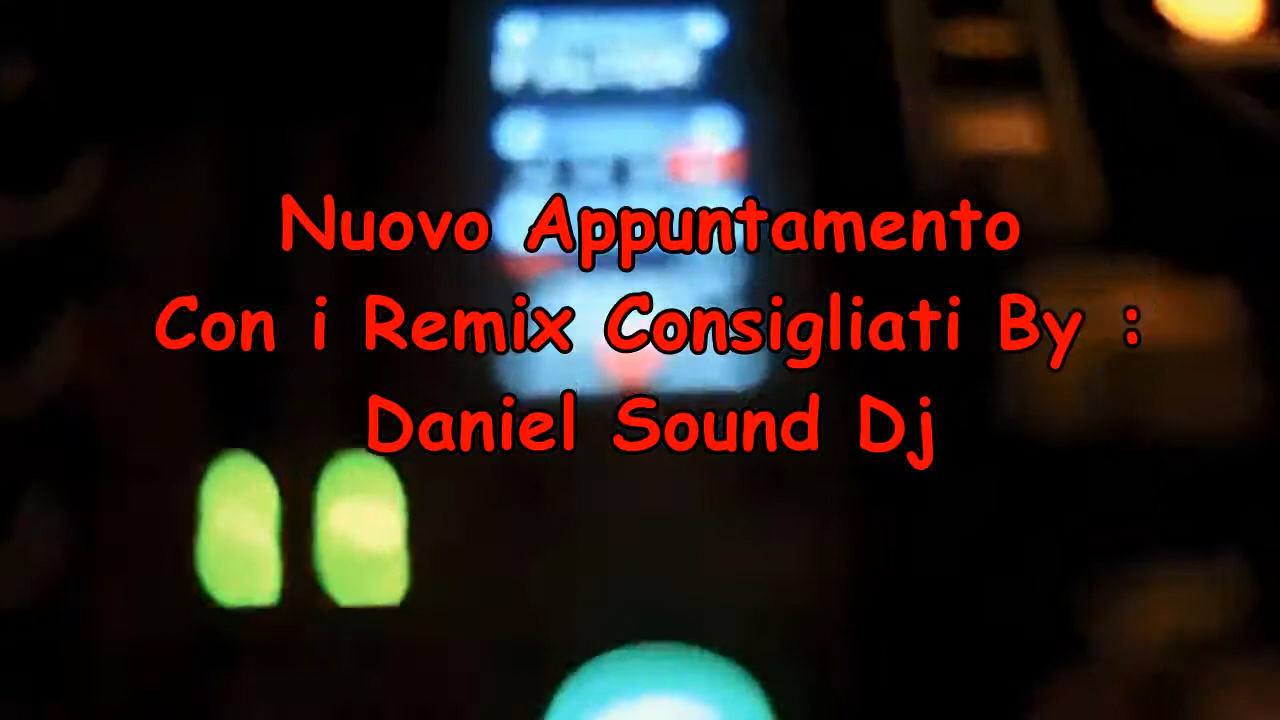 Nuovo Appuntamento
Con i Remix Consigliati By :
Daniel Sound Dj